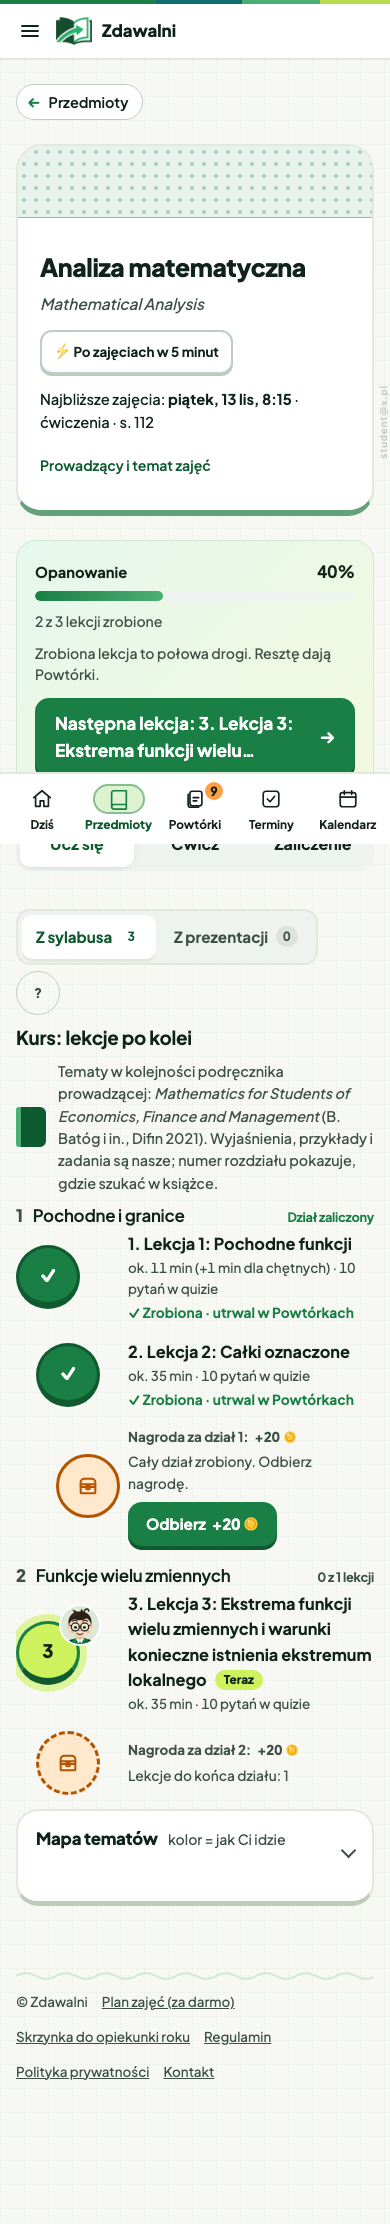 Zdawalni
← Przedmioty
Analiza matematyczna
Mathematical Analysis
⚡ Po zajęciach w 5 minut
Najbliższe zajęcia: piątek, 13 lis, 8:15 ·
ćwiczenia · s. 112
Prowadzący i temat zajęć
student@x.pl
Opanowanie 40%
2 z 3 lekcji zrobione
Zrobiona lekcja to połowa drogi. Resztę dają
Powtórki.
Następna lekcja: 3. Lekcja 3:
Ekstrema funkcji wielu… →
9
Dziś Przedmioty Powtórki Terminy Kalendarz
Ucz się Ćwicz Zaliczenie
Z sylabusa 3 Z prezentacji 0
?
Kurs: lekcje po kolei
Tematy w kolejności podręcznika
prowadzącej: Mathematics for Students of
Economics, Finance and Management (B.
Batóg i in., Difin 2021). Wyjaśnienia, przykłady i
zadania są nasze; numer rozdziału pokazuje,
gdzie szukać w książce.
1 Pochodne i granice Dział zaliczony
1. Lekcja 1: Pochodne funkcji
ok. 11 min (+1 min dla chętnych) · 10
pytań w quizie
✓ Zrobiona · utrwal w Powtórkach
2. Lekcja 2: Całki oznaczone
ok. 35 min · 10 pytań w quizie
✓ Zrobiona · utrwal w Powtórkach
Nagroda za dział 1: +20
Cały dział zrobiony. Odbierz
nagrodę.
Odbierz +20
2 Funkcje wielu zmiennych 0 z 1 lekcji
3
3. Lekcja 3: Ekstrema funkcji
wielu zmiennych i warunki
konieczne istnienia ekstremum
lokalnego Teraz
ok. 35 min · 10 pytań w quizie
Nagroda za dział 2: +20
Lekcje do końca działu: 1
Mapa tematów kolor = jak Ci idzie
© Zdawalni Plan zajęć (za darmo)
Skrzynka do opiekunki roku Regulamin
Polityka prywatności Kontakt